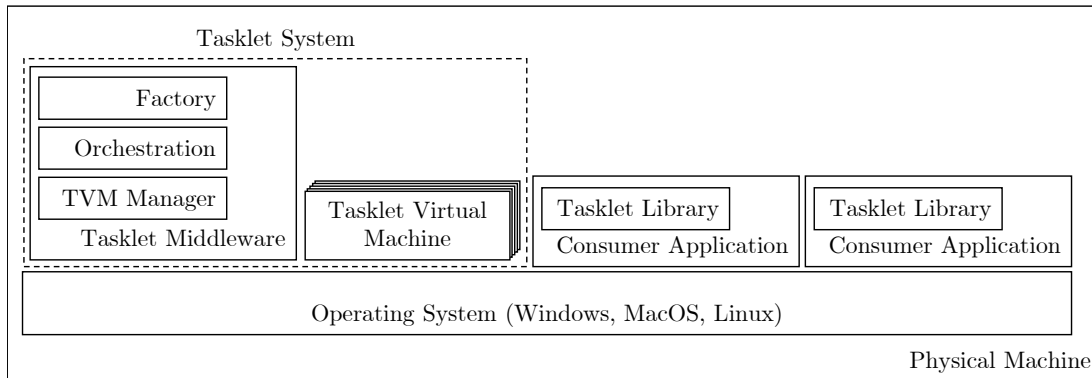 Tasklet System
Factory
Orchestration
TVM Manager
Tasklet Middleware
Tasklet Virtual
Machine
Tasklet Library
Consumer Application
Tasklet Library
Consumer Application
Operating System (Windows, MacOS, Linux)
Physical Machine